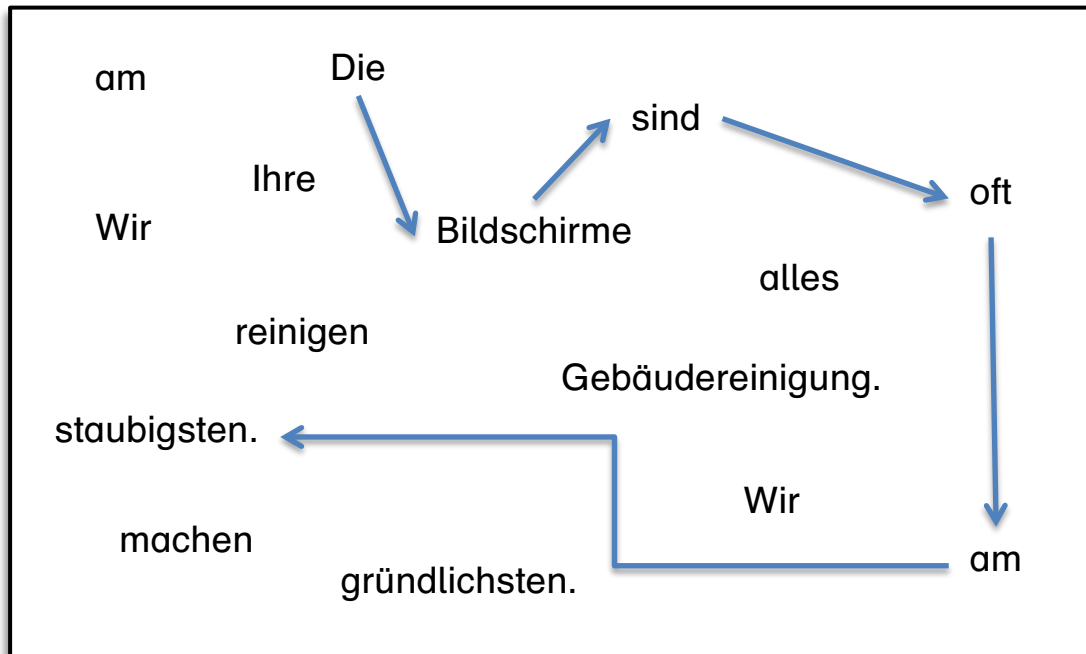 am
Die
sind
Ihre
oft
Wir
Bildschirme
alles
reinigen
Gebäudereinigung.
staubigsten.
Wir
machen
am
gründlichsten.